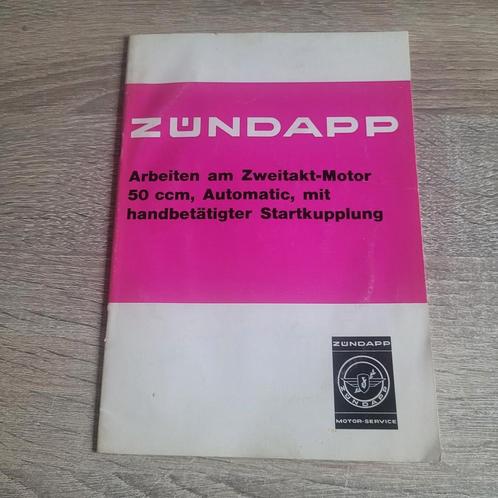 ZÜNDAPP
Arbeiten am Zweitakt-Motor
50 ccm, Automatic, mit
handbetätigter Startkupplung
ZÜNDAPP
ZÜNDAPP
MOTOR-SERVICE